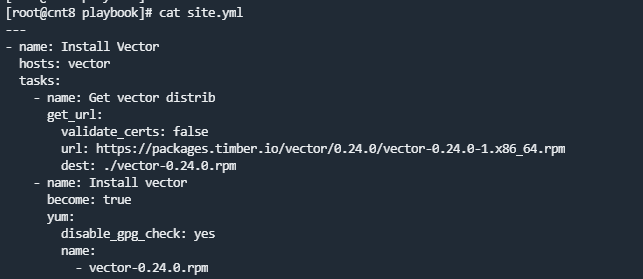 [root@cnt8 playbook]# cat site.yml
---
- name: Install Vector
  hosts: vector
  tasks:
    - name: Get vector distrib
      get_url:
        validate_certs: false
        url: https://packages.timber.io/vector/0.24.0/vector-0.24.0-1.x86_64.rpm
        dest: ./vector-0.24.0.rpm
    - name: Install vector
      become: true
      yum:
        disable_gpg_check: yes
        name:
          - vector-0.24.0.rpm